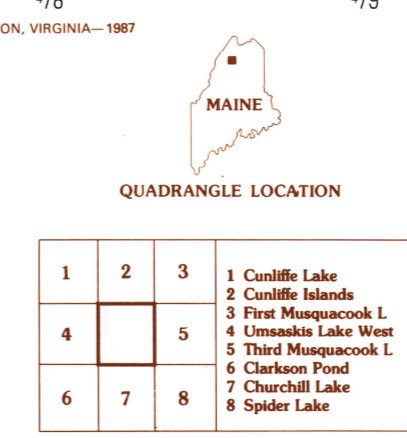 ON, VIRGINIA—1987
MAINE
QUADRANGLE LOCATION
1 2 3
4 5
6 7 8
1 Cunliffe Lake
2 Cunliffe Islands
3 First Musquacook L
4 Umsaskis Lake West
5 Third Musquacook L
6 Clarkson Pond
7 Churchill Lake
8 Spider Lake